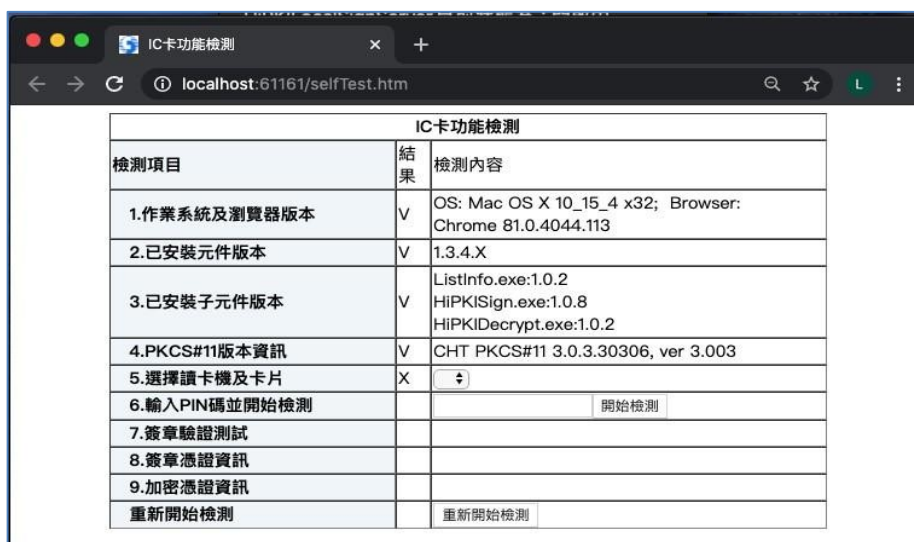 IC卡功能檢測
localhost:61161/selfTest.htm
L
IC卡功能檢測
檢測項目
結果
檢測內容
1.作業系統及瀏覽器版本
V
OS: Mac OS X 10_15_4 x32; Browser:
Chrome 81.0.4044.113
2.已安裝元件版本
V
1.3.4.X
3.已安裝子元件版本
V
ListInfo.exe:1.0.2
HiPKISign.exe:1.0.8
HiPKIDecrypt.exe:1.0.2
4.PKCS#11版本資訊
V
CHT PKCS#11 3.0.3.30306, ver 3.003
5.選擇讀卡機及卡片
X
6.輸入PIN碼並開始檢測
開始檢測
7.簽章驗證測試
8.簽章憑證資訊
9.加密憑證資訊
重新開始檢測
重新開始檢測